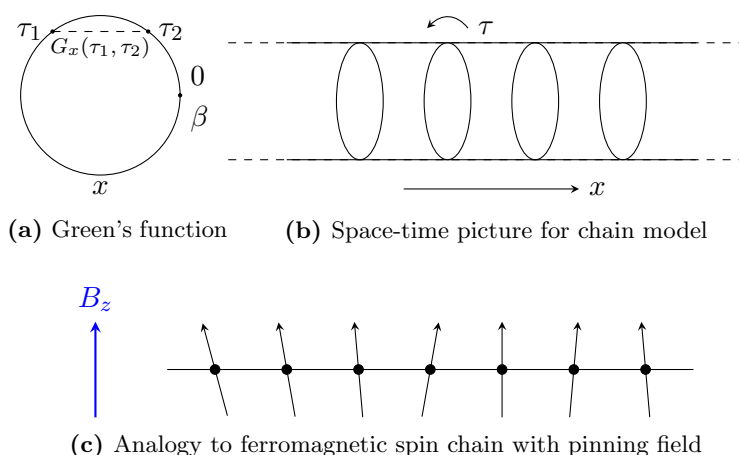 τ₁ τ₂
Gₓ(τ₁, τ₂)
0
β
x
τ
x
(a) Green's function
(b) Space-time picture for chain model
B_z
(c) Analogy to ferromagnetic spin chain with pinning field